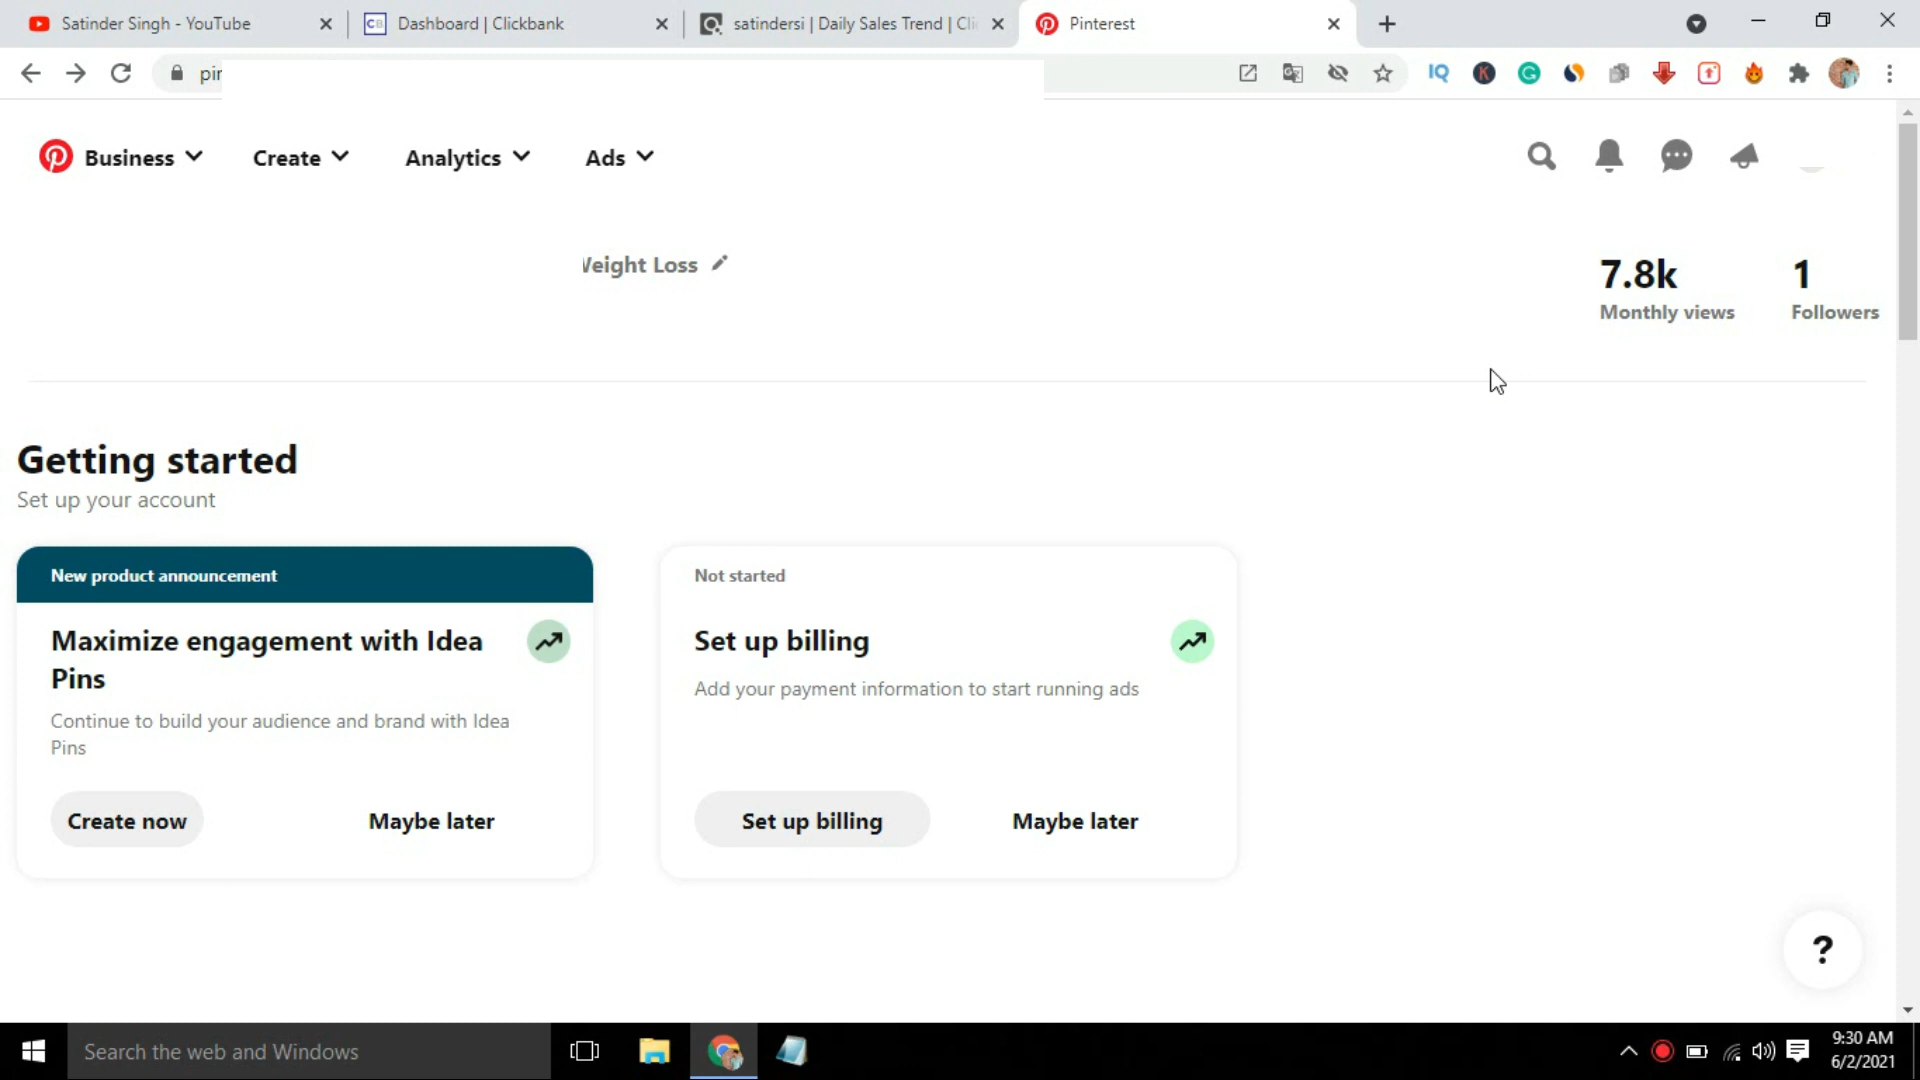 Satinder Singh - YouTube
Dashboard | Clickbank
satindersi | Daily Sales Trend | Cli
Pinterest
pin
Business
Create
Analytics
Ads
Weight Loss
7.8k
1
Monthly views
Followers
Getting started
Set up your account
New product announcement
Maximize engagement with Idea
Pins
Continue to build your audience and brand with Idea
Pins
Create now
Maybe later
Not started
Set up billing
Add your payment information to start running ads
Set up billing
Maybe later
?
Search the web and Windows
9:30 AM
6/2/2021